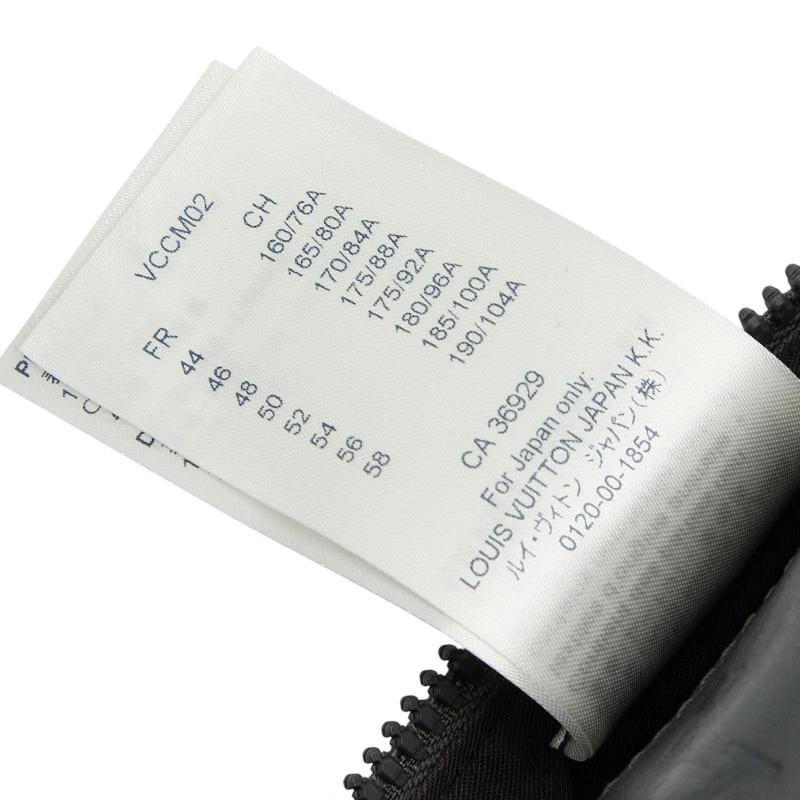 VCCM02
FR CH
44 160/76A
46 165/80A
48 170/84A
50 175/88A
52 175/92A
54 180/96A
56 185/100A
58 190/104A
CA 36929
For Japan only:
LOUIS VUITTON JAPAN K.K.
ルイ・ヴィトン ジャパン(株)
0120-00-1854